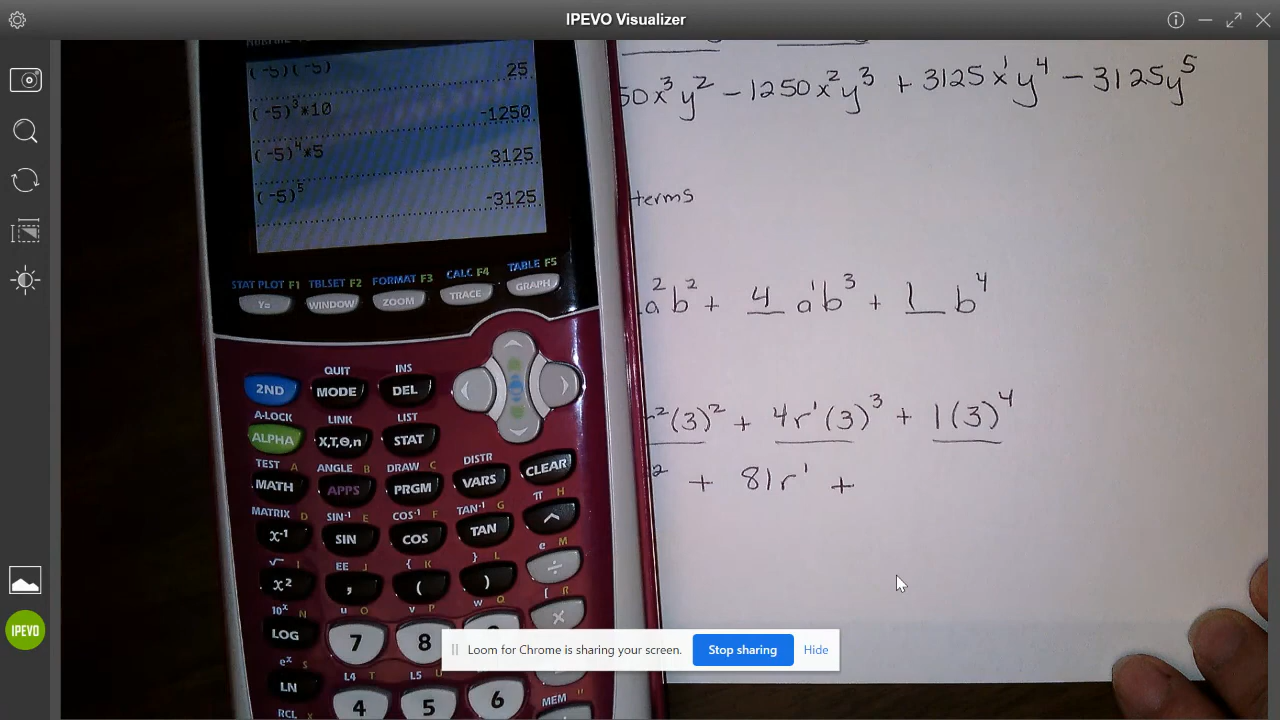 IPEVO Visualizer
(-5)(-5) 25
(-5)³*10 -1250
(-5)⁴*5 3125
(-5)⁵ -3125
50x³y² - 1250x²y³ + 3125x¹y⁴ - 3125y⁵
terms
a²b² + 4 a¹b³ + 1 b⁴
r²(3)² + 4r¹(3)³ + 1(3)⁴
² + 81r¹ +
STAT PLOT F1 TBLSET F2 FORMAT F3 CALC F4 TABLE F5
Y= WINDOW ZOOM TRACE GRAPH
QUIT INS
2ND MODE DEL
A-LOCK LINK LIST
ALPHA X,T,Θ,n STAT
TEST A ANGLE B DRAW C DISTR
MATH APPS PRGM VARS CLEAR
MATRIX D SIN⁻¹ E COS⁻¹ F TAN⁻¹ G π H
x⁻¹ SIN COS TAN ^
√ I EE J { K } L e M
x² , ( ) ÷
10ˣ N u O v P w Q [ R
LOG 7 8 ×
eˣ S L4 T L5 U MEM "
LN 4 5 6
RCL X
IPEVO
Loom for Chrome is sharing your screen. Stop sharing Hide